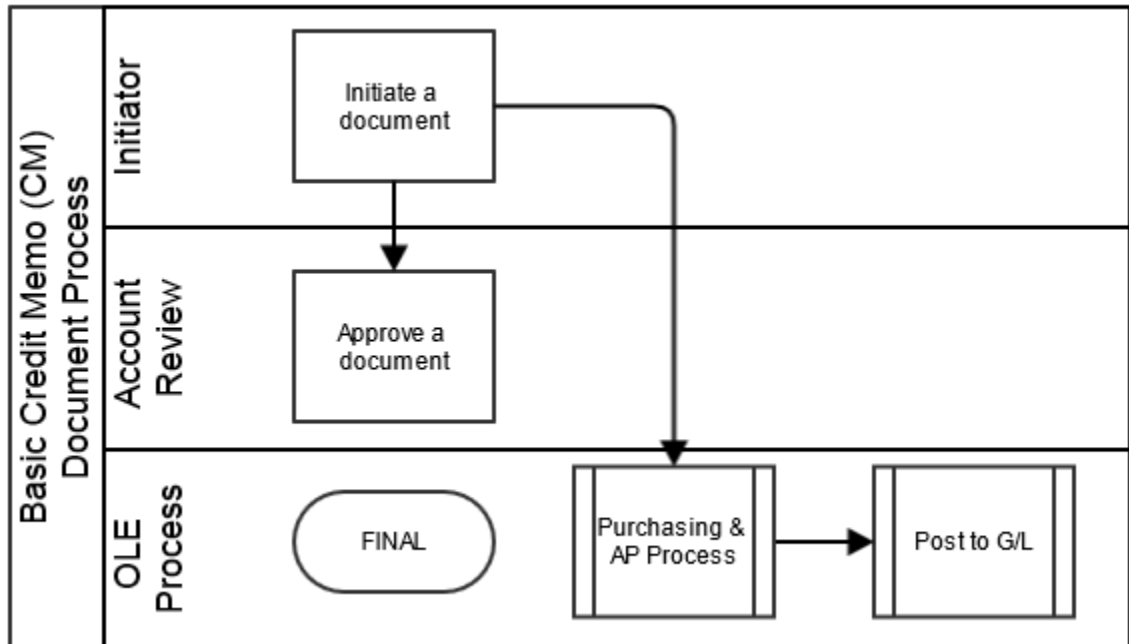 Basic Credit Memo (CM)
Document Process
Initiator
Initiate a
document
Account
Review
Approve a
document
OLE
Process
FINAL
Purchasing &
AP Process
Post to G/L